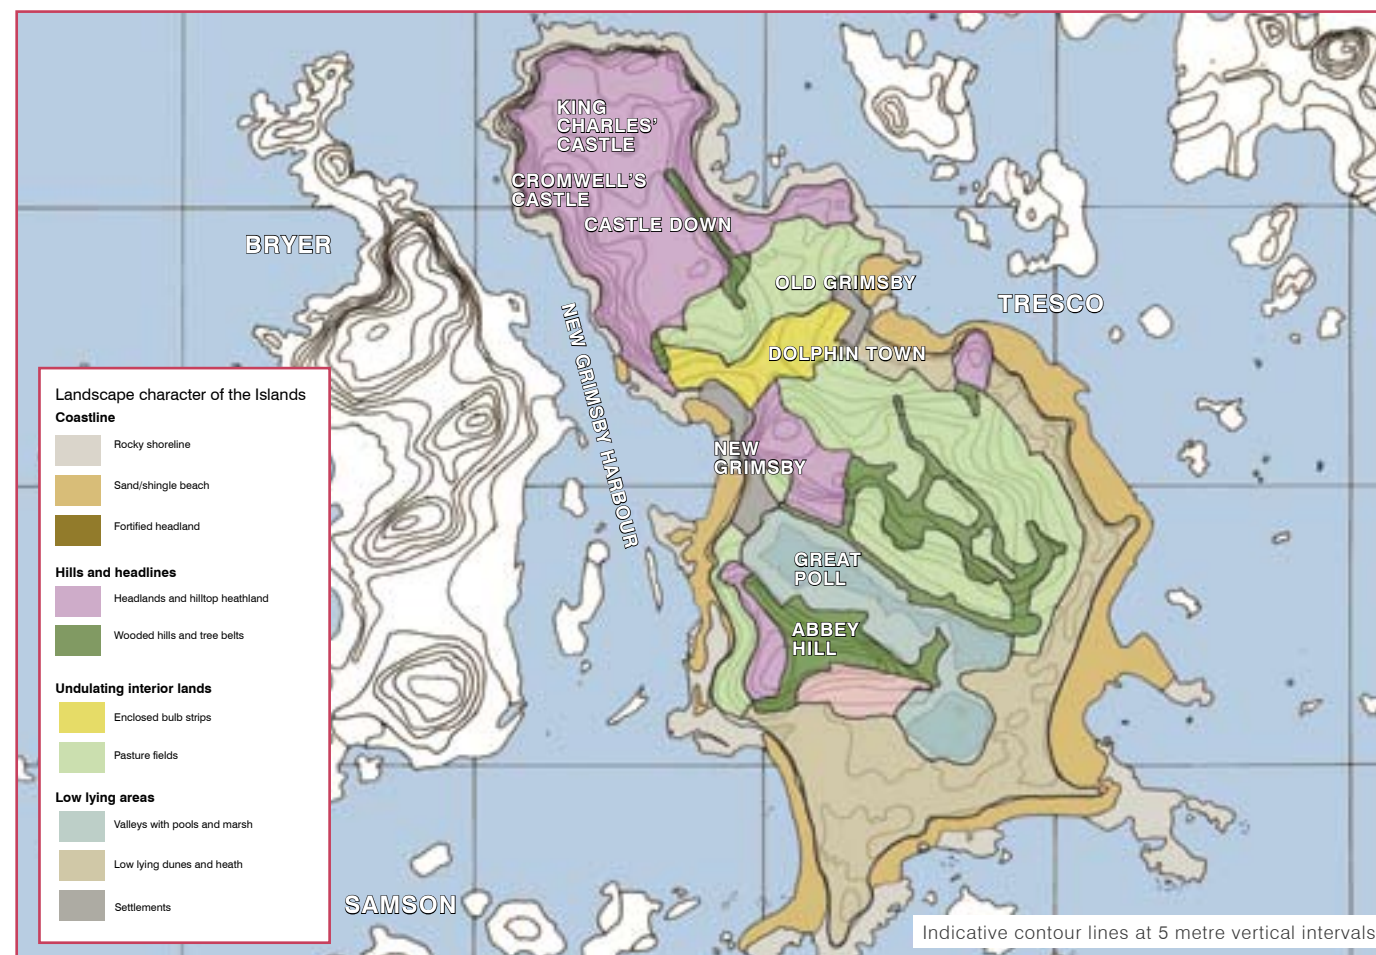 KING
CHARLES'
CASTLE
CROMWELL'S
CASTLE
CASTLE DOWN
BRYER
OLD GRIMSBY
TRESCO
NEW GRIMSBY HARBOUR
DOLPHIN TOWN
NEW
GRIMSBY
GREAT
POLL
ABBEY
HILL
SAMSON
Landscape character of the Islands
Coastline
Rocky shoreline
Sand/shingle beach
Fortified headland
Hills and headlines
Headlands and hilltop heathland
Wooded hills and tree belts
Undulating interior lands
Enclosed bulb strips
Pasture fields
Low lying areas
Valleys with pools and marsh
Low lying dunes and heath
Settlements
Indicative contour lines at 5 metre vertical intervals